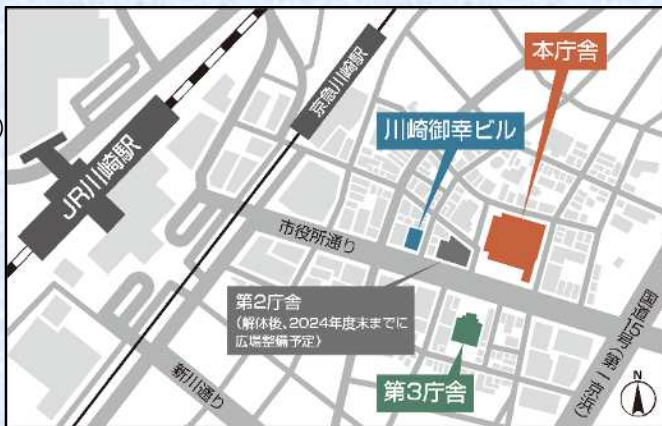 本庁舎
京急川崎駅
川崎御幸ビル
JR川崎駅
市役所通り
第2庁舎
(解体後、2024年度末までに
広場整備予定)
国道15号(第一京浜)
第3庁舎
新川通り
N